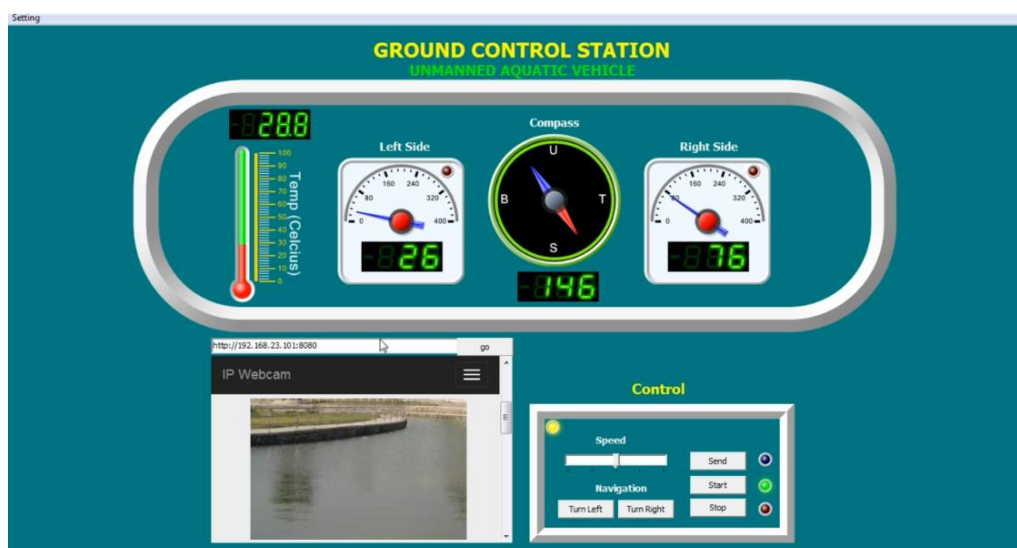 Setting
GROUND CONTROL STATION
UNMANNED AQUATIC VEHICLE
28.8
100
90
80
70
60
50
40
30
20
10
0
Temp (Celcius)
Left Side
0
80
160
240
320
400
26
Compass
U
B
T
S
146
Right Side
0
80
160
240
320
400
76
http://192.168.23.101:8080
go
IP Webcam
Control
Speed
Send
Navigation
Start
Turn Left
Turn Right
Stop